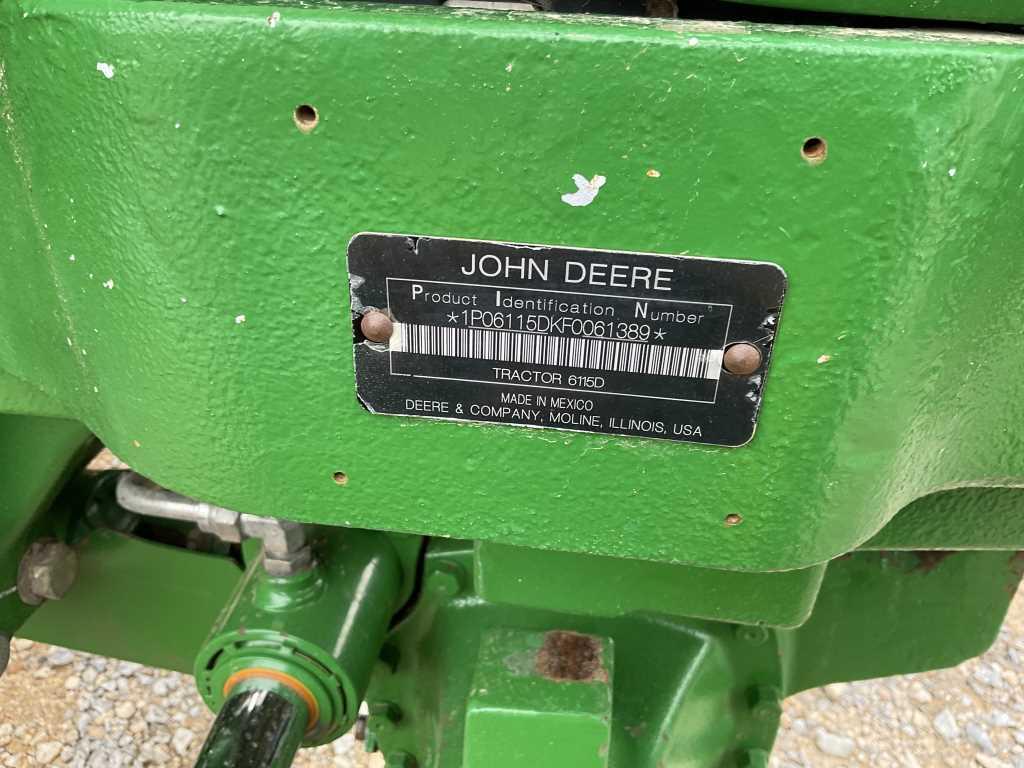 JOHN DEERE
Product Identification Number
*1P06115DKF0061389*
TRACTOR 6115D
MADE IN MEXICO
DEERE & COMPANY, MOLINE, ILLINOIS, USA